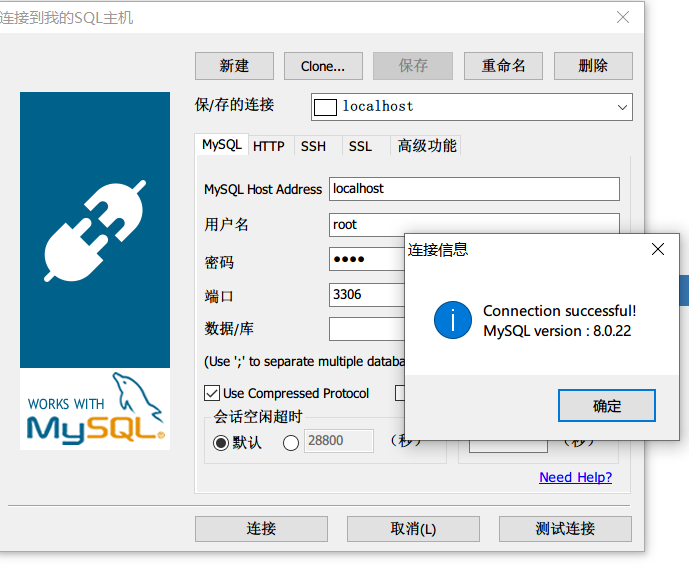 连接到我的SQL主机
新建 Clone... 保存 重命名 删除
保/存的连接 localhost
MySQL HTTP SSH SSL 高级功能
MySQL Host Address localhost
用户名 root
密码 ●●●●
端口 3306
数据/库
(Use ';' to separate multiple databa
Use Compressed Protocol
会话空闲超时
默认 28800 (秒) (秒)
Need Help?
连接 取消(L) 测试连接
WORKS WITH
MySQL®
连接信息
Connection successful!
MySQL version : 8.0.22
确定